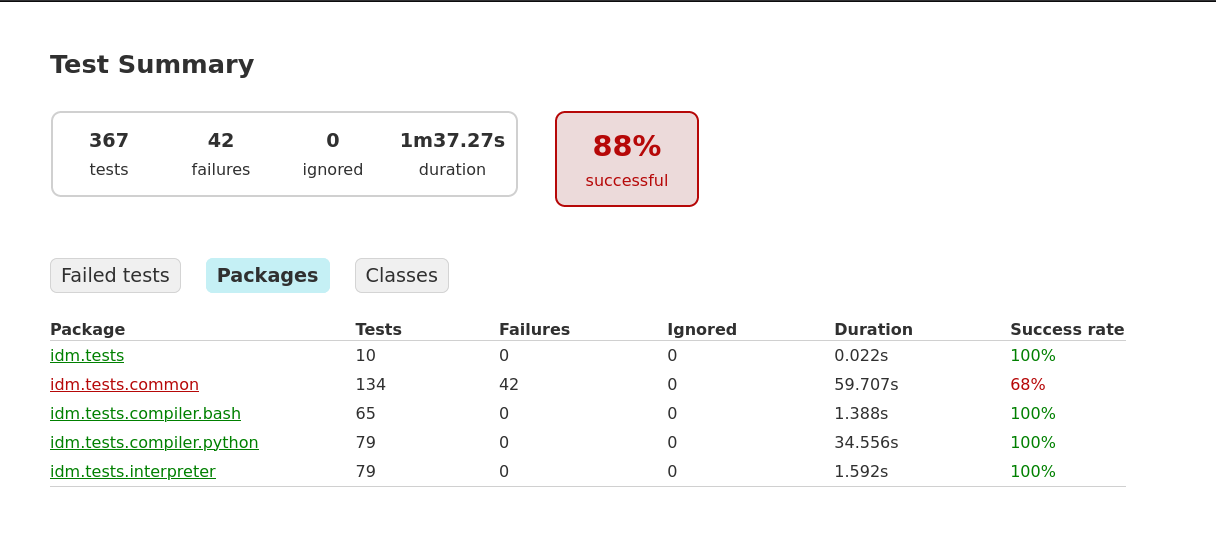 Test Summary
367 42 0 1m37.27s
tests failures ignored duration
88%
successful
Failed tests Packages Classes
Package Tests Failures Ignored Duration Success rate
idm.tests 10 0 0 0.022s 100%
idm.tests.common 134 42 0 59.707s 68%
idm.tests.compiler.bash 65 0 0 1.388s 100%
idm.tests.compiler.python 79 0 0 34.556s 100%
idm.tests.interpreter 79 0 0 1.592s 100%